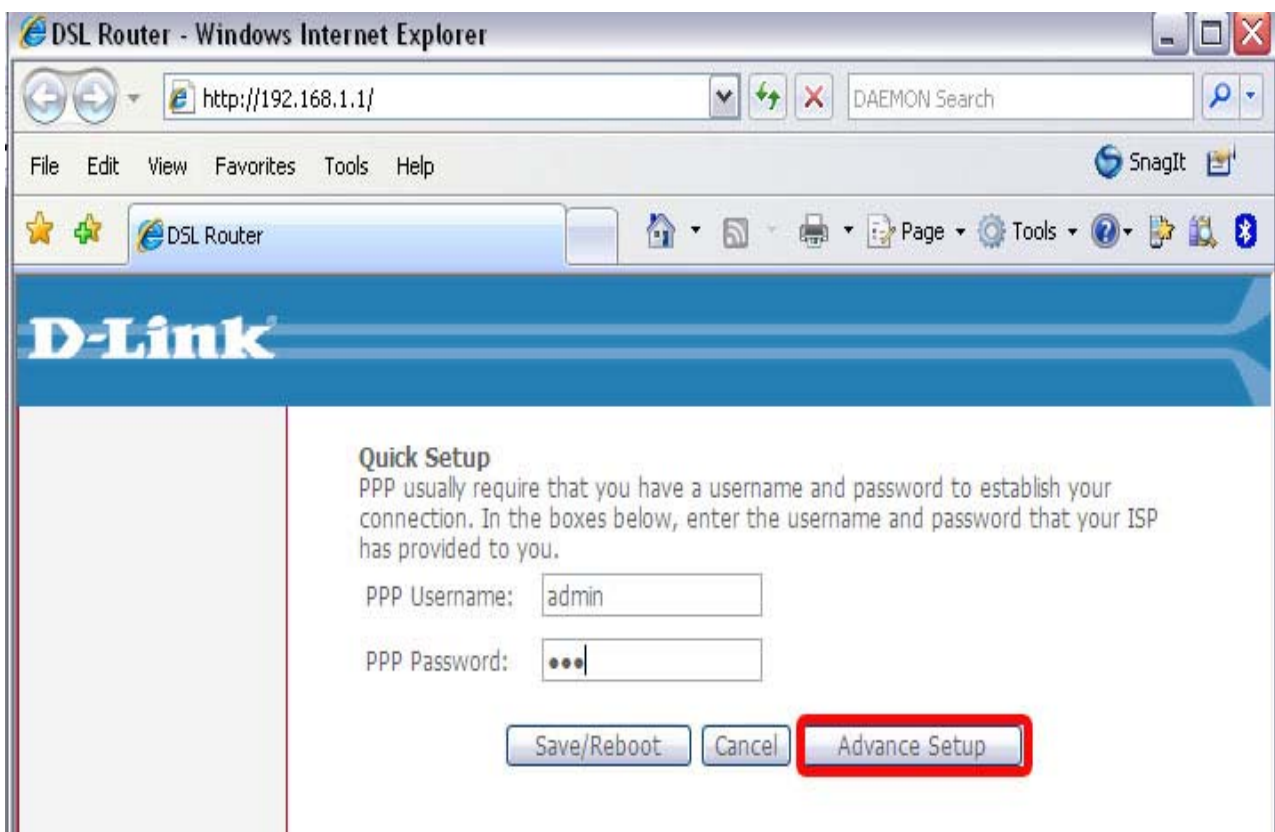 DSL Router - Windows Internet Explorer
http://192.168.1.1/
DAEMON Search
File Edit View Favorites Tools Help
SnagIt
DSL Router
Page
Tools
D-Link
Quick Setup
PPP usually require that you have a username and password to establish your
connection. In the boxes below, enter the username and password that your ISP
has provided to you.
PPP Username: admin
PPP Password: •••
Save/Reboot Cancel Advance Setup